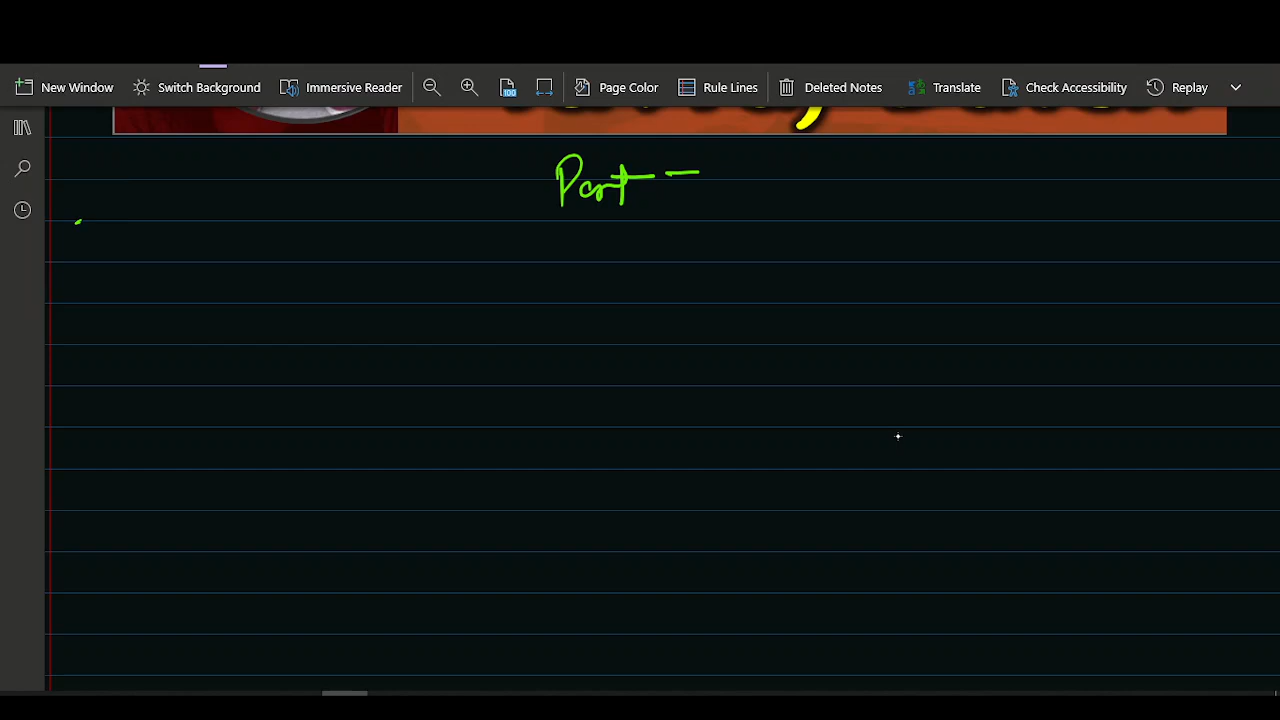 New Window Switch Background Immersive Reader Page Color Rule Lines Deleted Notes Translate Check Accessibility Replay
Part -